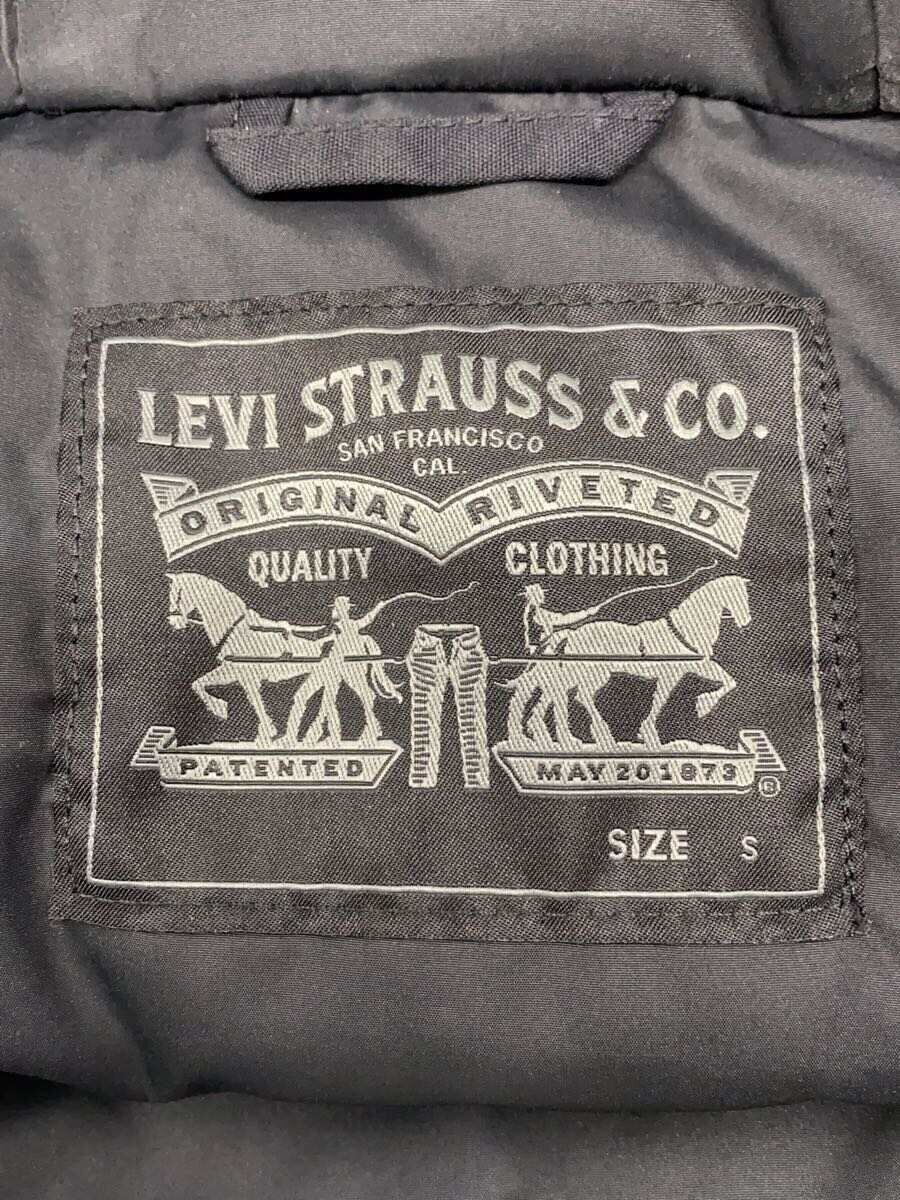 LEVI STRAUSS & CO.
SAN FRANCISCO
CAL.
ORIGINAL RIVETED
QUALITY CLOTHING
PATENTED MAY 20 1873 ®
SIZE S